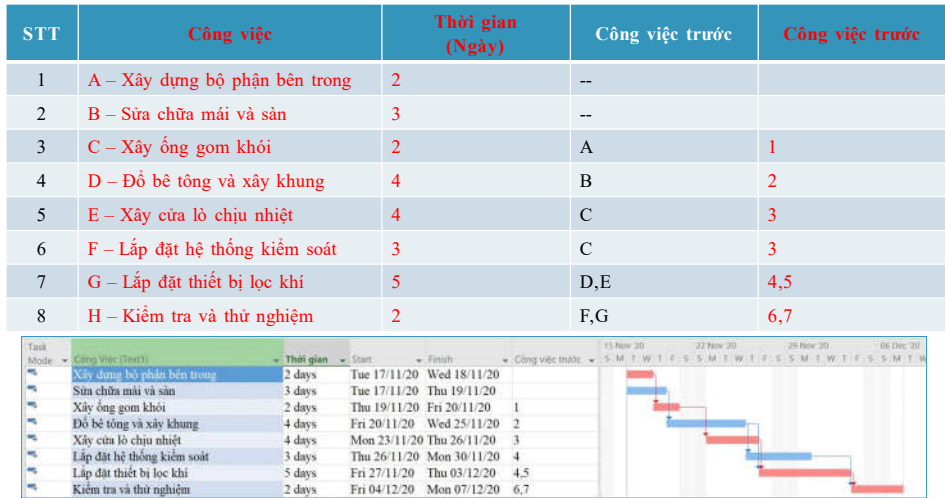 STT Công việc Thời gian (Ngày) Công việc trước Công việc trước
1 A – Xây dựng bộ phận bên trong 2 --
2 B – Sửa chữa mái và sàn 3 --
3 C – Xây ống gom khói 2 A 1
4 D – Đổ bê tông và xây khung 4 B 2
5 E – Xây cửa lò chịu nhiệt 4 C 3
6 F – Lắp đặt hệ thống kiểm soát 3 C 3
7 G – Lắp đặt thiết bị lọc khí 5 D,E 4,5
8 H – Kiểm tra và thử nghiệm 2 F,G 6,7
15 Nov '20 22 Nov '20 29 Nov '20 06 Dec '20
Task Mode Công Việc (Text1) Thời gian Start Finish Công việc trước S M T W T F S S M T W T F S S M T W T F S S M T W
Xây dựng bộ phận bên trong 2 days Tue 17/11/20 Wed 18/11/20
Sửa chữa mái và sàn 3 days Tue 17/11/20 Thu 19/11/20
Xây ống gom khói 2 days Thu 19/11/20 Fri 20/11/20 1
Đổ bê tông và xây khung 4 days Fri 20/11/20 Wed 25/11/20 2
Xây cửa lò chịu nhiệt 4 days Mon 23/11/20 Thu 26/11/20 3
Lắp đặt hệ thống kiểm soát 3 days Thu 26/11/20 Mon 30/11/20 4
Lắp đặt thiết bị lọc khí 5 days Fri 27/11/20 Thu 03/12/20 4,5
Kiểm tra và thử nghiệm 2 days Fri 04/12/20 Mon 07/12/20 6,7